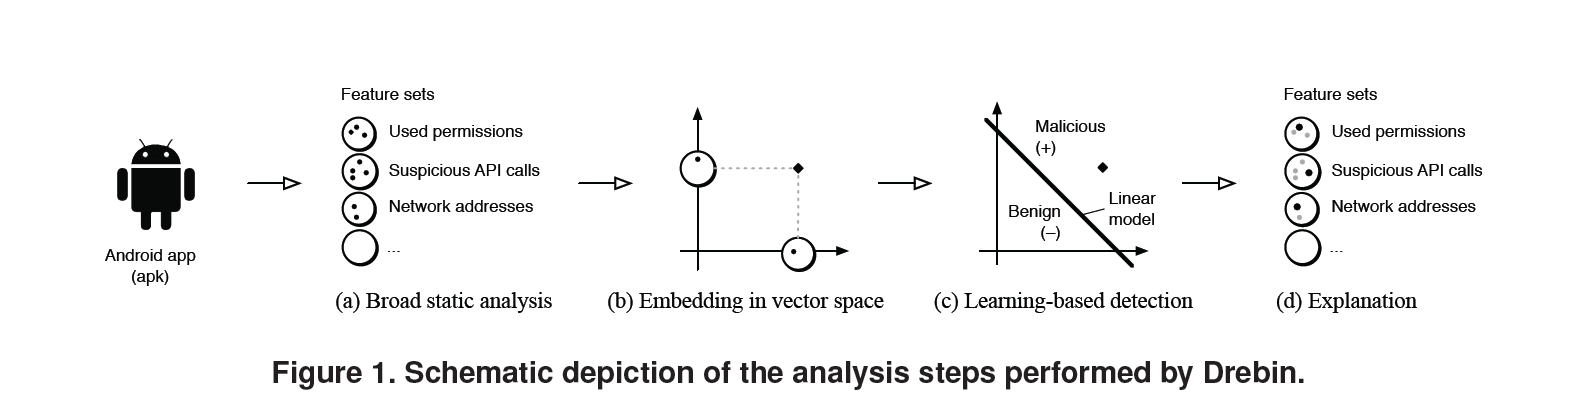 Android app
(apk)
Feature sets
Used permissions
Suspicious API calls
Network addresses
...
(a) Broad static analysis
(b) Embedding in vector space
Malicious
(+)
Benign
(–)
Linear
model
(c) Learning-based detection
Feature sets
Used permissions
Suspicious API calls
Network addresses
...
(d) Explanation
Figure 1. Schematic depiction of the analysis steps performed by Drebin.